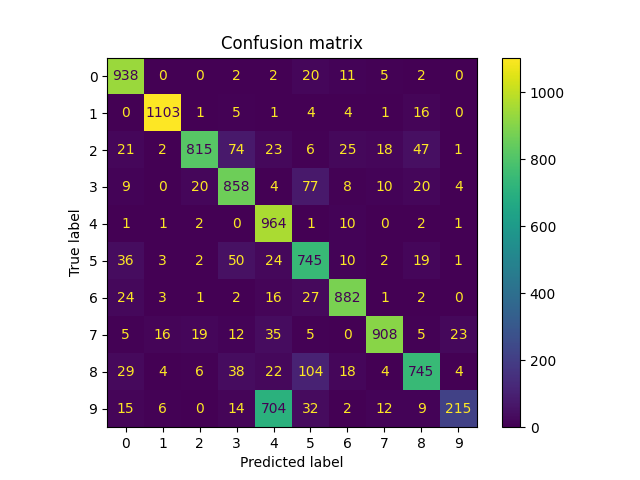 Confusion matrix
0 938 0 0 2 2 20 11 5 2 0
1 0 1103 1 5 1 4 4 1 16 0
2 21 2 815 74 23 6 25 18 47 1
3 9 0 20 858 4 77 8 10 20 4
4 1 1 2 0 964 1 10 0 2 1
5 36 3 2 50 24 745 10 2 19 1
6 24 3 1 2 16 27 882 1 2 0
7 5 16 19 12 35 5 0 908 5 23
8 29 4 6 38 22 104 18 4 745 4
9 15 6 0 14 704 32 2 12 9 215
0 1 2 3 4 5 6 7 8 9
Predicted label
True label
1000
800
600
400
200
0